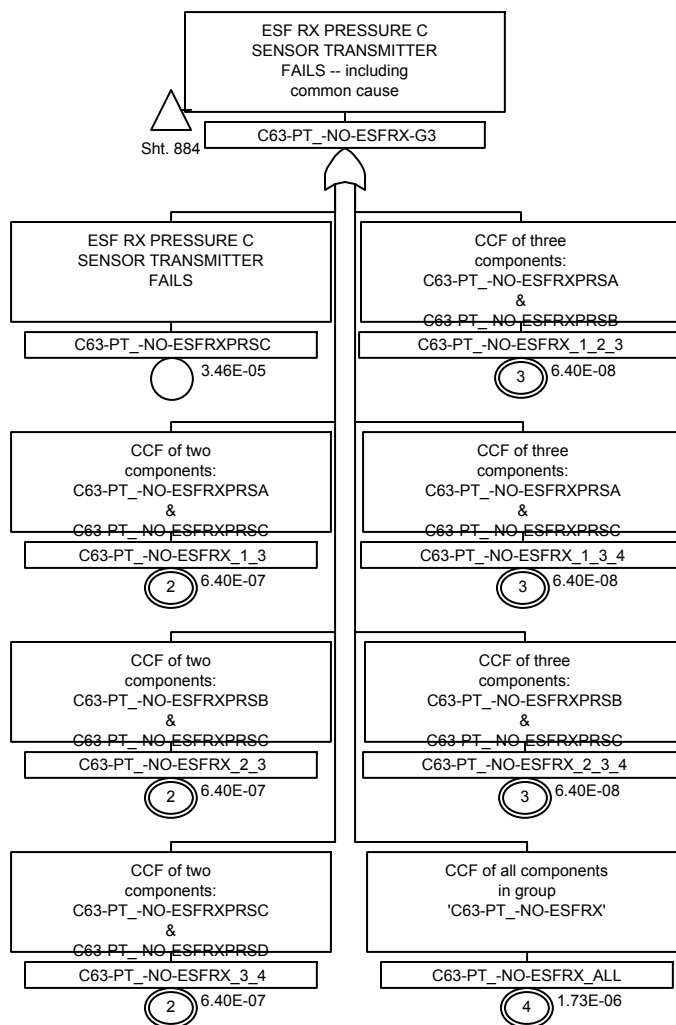 ESF RX PRESSURE C
SENSOR TRANSMITTER
FAILS -- including
common cause
Sht. 884
C63-PT_-NO-ESFRX-G3
ESF RX PRESSURE C
SENSOR TRANSMITTER
FAILS
C63-PT_-NO-ESFRXPRSC
3.46E-05
CCF of three
components:
C63-PT_-NO-ESFRXPRSA
&
C63-PT_-NO-ESFRXPRSB
C63-PT_-NO-ESFRX_1_2_3
3
6.40E-08
CCF of two
components:
C63-PT_-NO-ESFRXPRSA
&
C63-PT_-NO-ESFRXPRSC
C63-PT_-NO-ESFRX_1_3
2
6.40E-07
CCF of three
components:
C63-PT_-NO-ESFRXPRSA
&
C63-PT_-NO-ESFRXPRSC
C63-PT_-NO-ESFRX_1_3_4
3
6.40E-08
CCF of two
components:
C63-PT_-NO-ESFRXPRSB
&
C63-PT_-NO-ESFRXPRSC
C63-PT_-NO-ESFRX_2_3
2
6.40E-07
CCF of three
components:
C63-PT_-NO-ESFRXPRSB
&
C63-PT_-NO-ESFRXPRSC
C63-PT_-NO-ESFRX_2_3_4
3
6.40E-08
CCF of two
components:
C63-PT_-NO-ESFRXPRSC
&
C63-PT_-NO-ESFRXPRSD
C63-PT_-NO-ESFRX_3_4
2
6.40E-07
CCF of all components
in group
'C63-PT_-NO-ESFRX'
C63-PT_-NO-ESFRX_ALL
4
1.73E-06